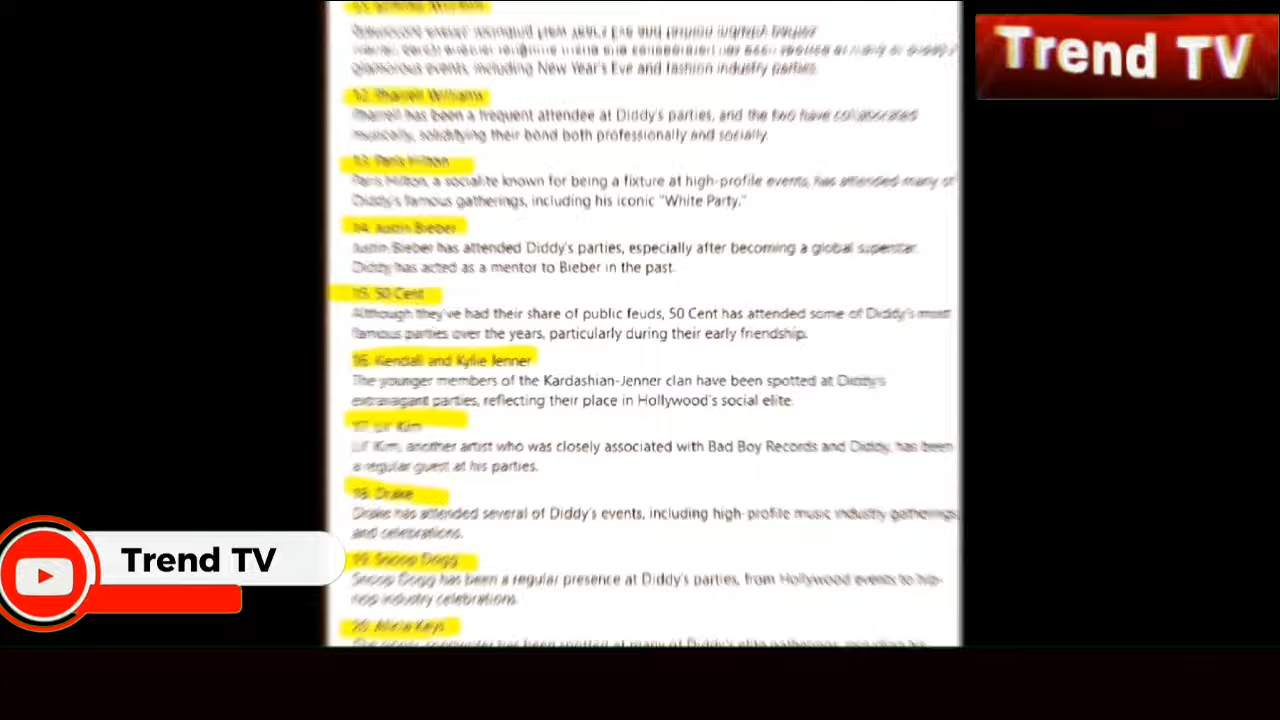 Trend TV
glamorous events, including New Year's Eve and fashion industry parties.
12. Pharrell Williams
Pharrell has been a frequent attendee at Diddy's parties, and the two have collaborated
musically, solidifying their bond both professionally and socially.
13. Paris Hilton
Paris Hilton, a socialite known for being a fixture at high-profile events, has attended many of
Diddy's famous gatherings, including his iconic "White Party."
14. Justin Bieber
Justin Bieber has attended Diddy's parties, especially after becoming a global superstar.
Diddy has acted as a mentor to Bieber in the past.
15. 50 Cent
Although they've had their share of public feuds, 50 Cent has attended some of Diddy's most
famous parties over the years, particularly during their early friendship.
16. Kendall and Kylie Jenner
The younger members of the Kardashian-Jenner clan have been spotted at Diddy's
extravagant parties, reflecting their place in Hollywood's social elite.
17. Lil' Kim
Lil' Kim, another artist who was closely associated with Bad Boy Records and Diddy, has been
a regular guest at his parties.
18. Drake
Drake has attended several of Diddy's events, including high-profile music industry gatherings
and celebrations.
19. Snoop Dogg
Snoop Dogg has been a regular presence at Diddy's parties, from Hollywood events to hip-
hop industry celebrations.
20. Alicia Keys
Trend TV